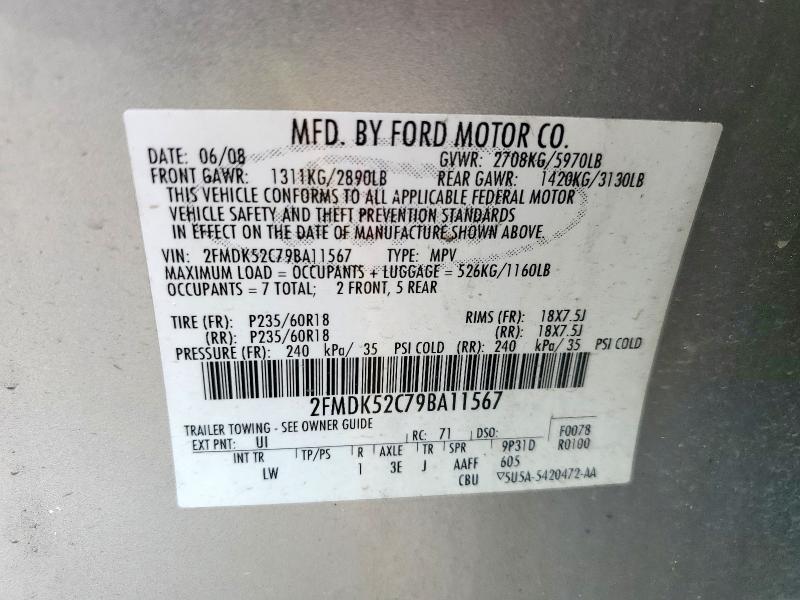 MFD. BY FORD MOTOR CO.
DATE: 06/08 GVWR: 2708KG/5970LB
FRONT GAWR: 1311KG/2890LB REAR GAWR: 1420KG/3130LB
THIS VEHICLE CONFORMS TO ALL APPLICABLE FEDERAL MOTOR
VEHICLE SAFETY AND THEFT PREVENTION STANDARDS
IN EFFECT ON THE DATE OF MANUFACTURE SHOWN ABOVE.
VIN: 2FMDK52C79BA11567 TYPE: MPV
MAXIMUM LOAD = OCCUPANTS + LUGGAGE = 526KG/1160LB
OCCUPANTS = 7 TOTAL; 2 FRONT, 5 REAR
TIRE (FR): P235/60R18 RIMS (FR): 18X7.5J
(RR): P235/60R18 (RR): 18X7.5J
PRESSURE (FR): 240 kPa/ 35 PSI COLD (RR): 240 kPa/ 35 PSI COLD
2FMDK52C79BA11567
TRAILER TOWING - SEE OWNER GUIDE
EXT PNT: UI RC: 71 DSO: F0078
R0100
INT TR TP/PS R AXLE TR SPR 9P31D
LW 1 3E J AAFF 605
CBU ▽5U5A-5420472-AA